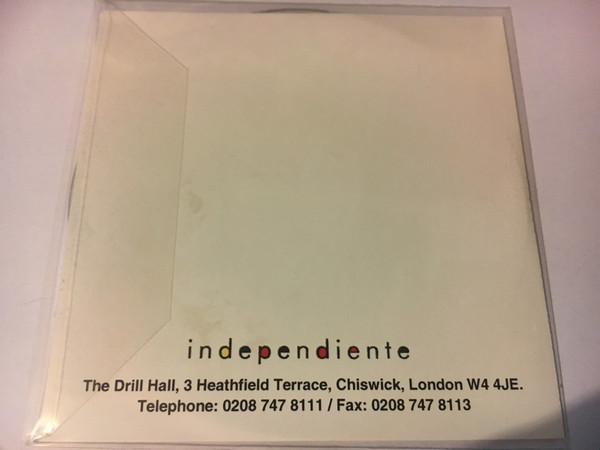 independiente
The Drill Hall, 3 Heathfield Terrace, Chiswick, London W4 4JE.
Telephone: 0208 747 8111 / Fax: 0208 747 8113